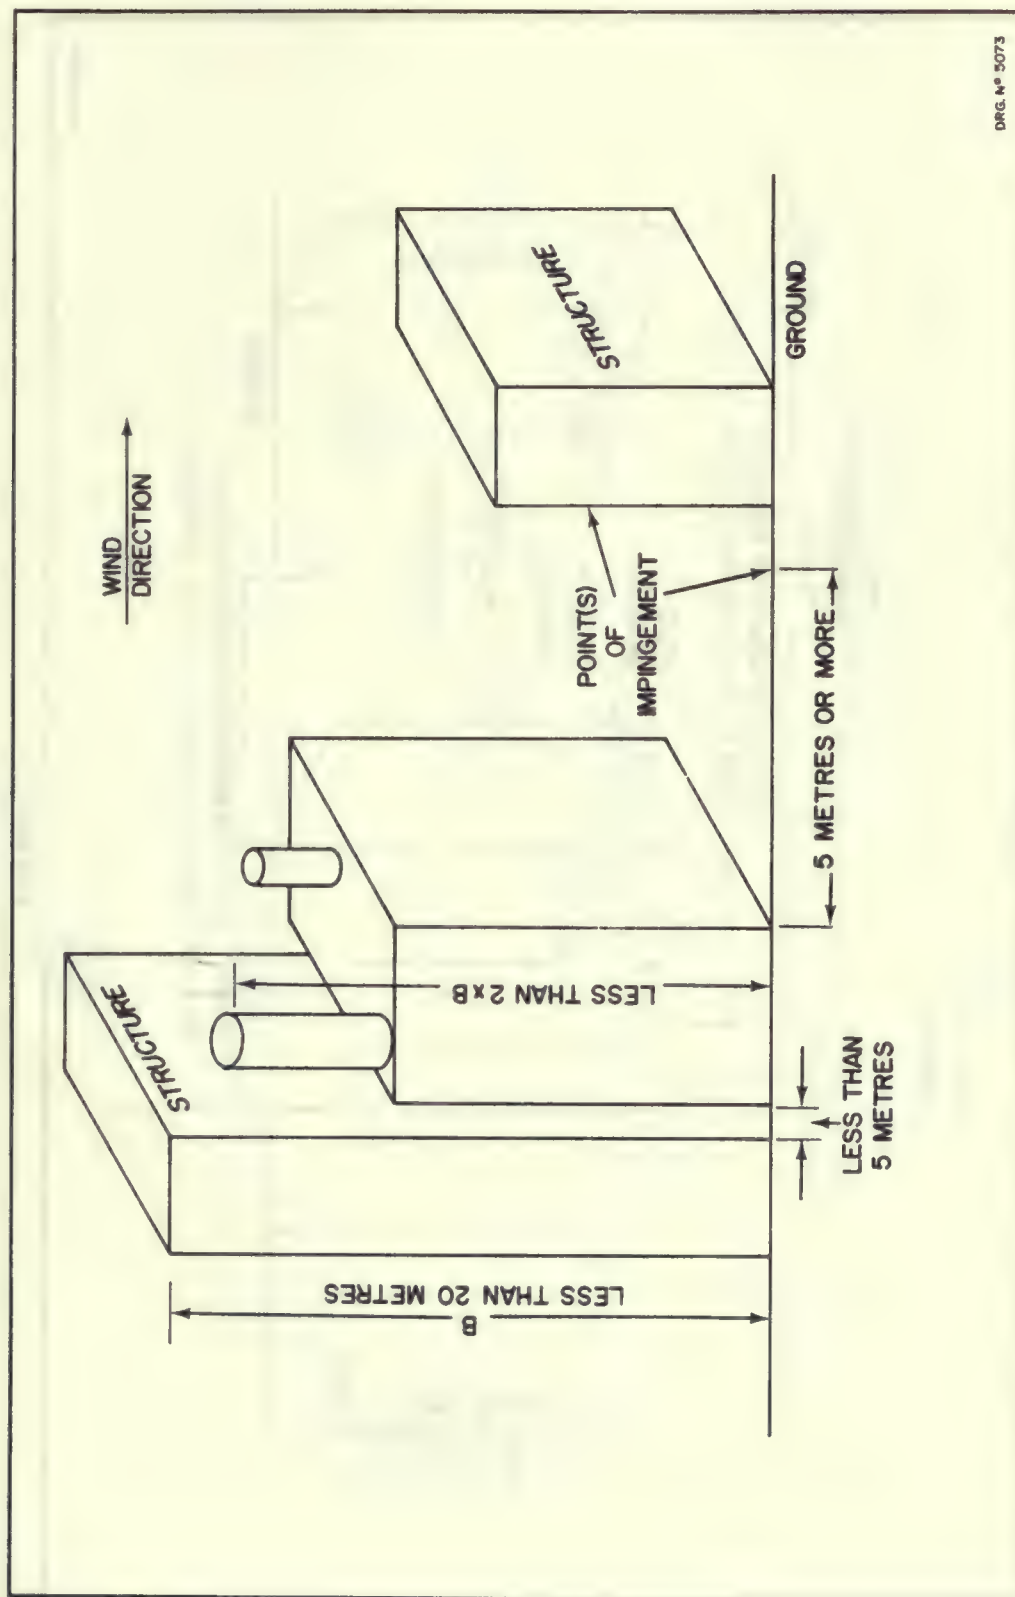 WIND
DIRECTION
STRUCTURE
STRUCTURE
B
LESS THAN 20 METRES
LESS THAN 2 x B
POINT(S)
OF
IMPINGEMENT
GROUND
5 METRES OR MORE
LESS THAN
5 METRES
DRG. Nº 5073